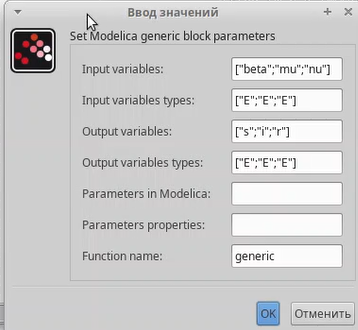 Ввод значений
Set Modelica generic block parameters
Input variables: ["beta";"mu";"nu"]
Input variables types: ["E";"E";"E"]
Output variables: ["s";"i";"r"]
Output variables types: ["E";"E";"E"]
Parameters in Modelica:
Parameters properties:
Function name: generic
OK Отменить